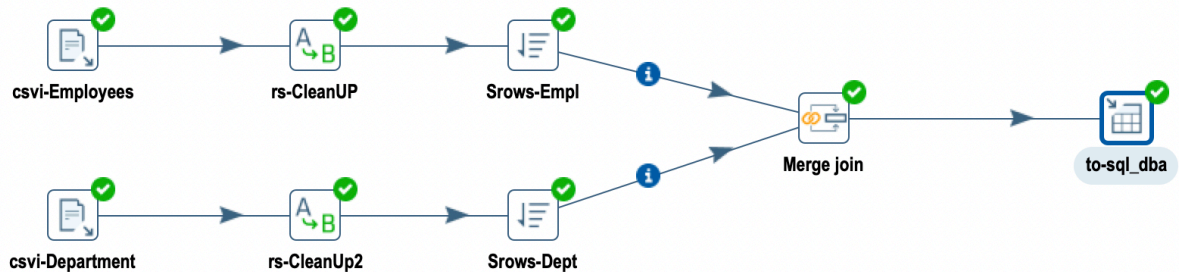 A
B
csvi-Employees
rs-CleanUP
Srows-Empl
i
Merge join
to-sql_dba
i
A
B
csvi-Department
rs-CleanUp2
Srows-Dept